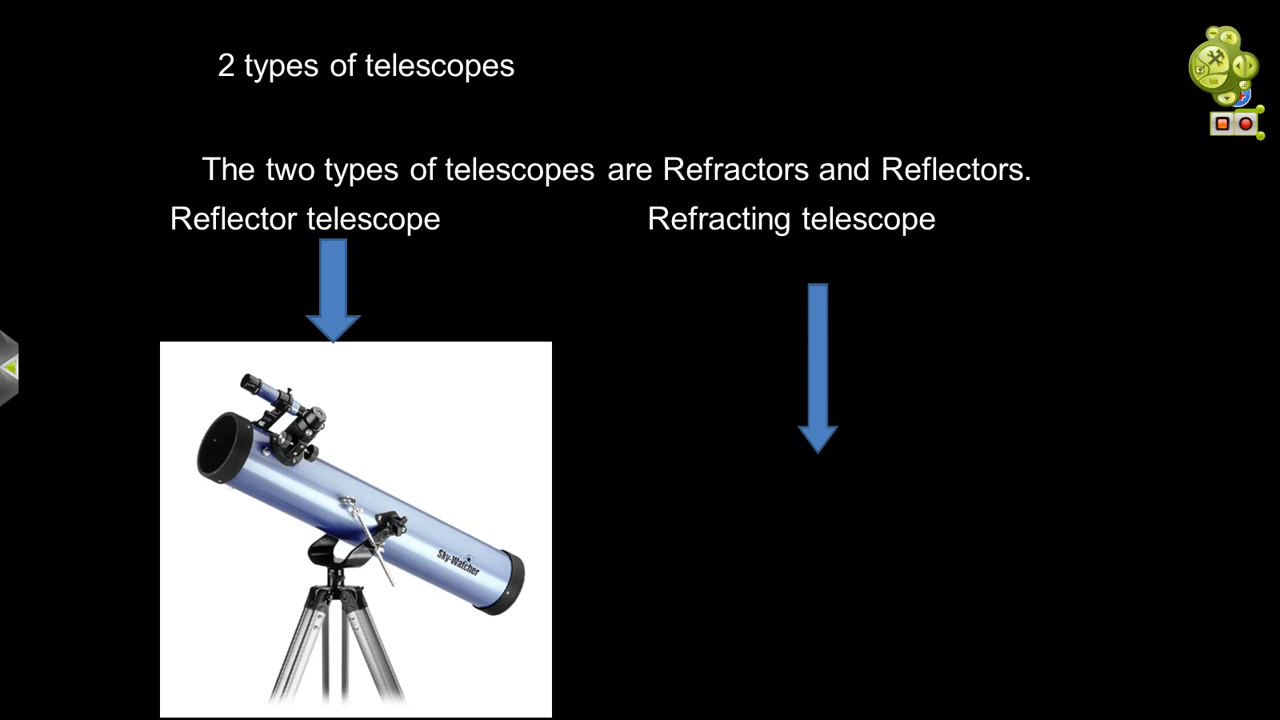 2 types of telescopes
The two types of telescopes are Refractors and Reflectors.
Reflector telescope
Refracting telescope
Sky-Watcher